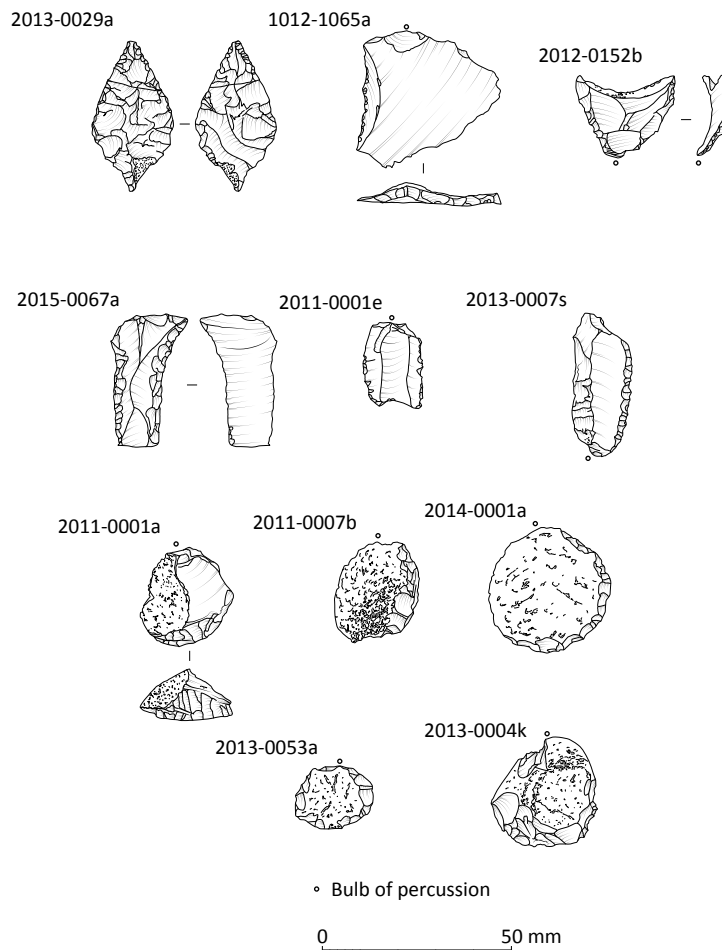 2013-0029a
1012-1065a
2012-0152b
2015-0067a
2011-0001e
2013-0007s
2011-0001a
2011-0007b
2014-0001a
2013-0053a
2013-0004k
Bulb of percussion
0 50 mm